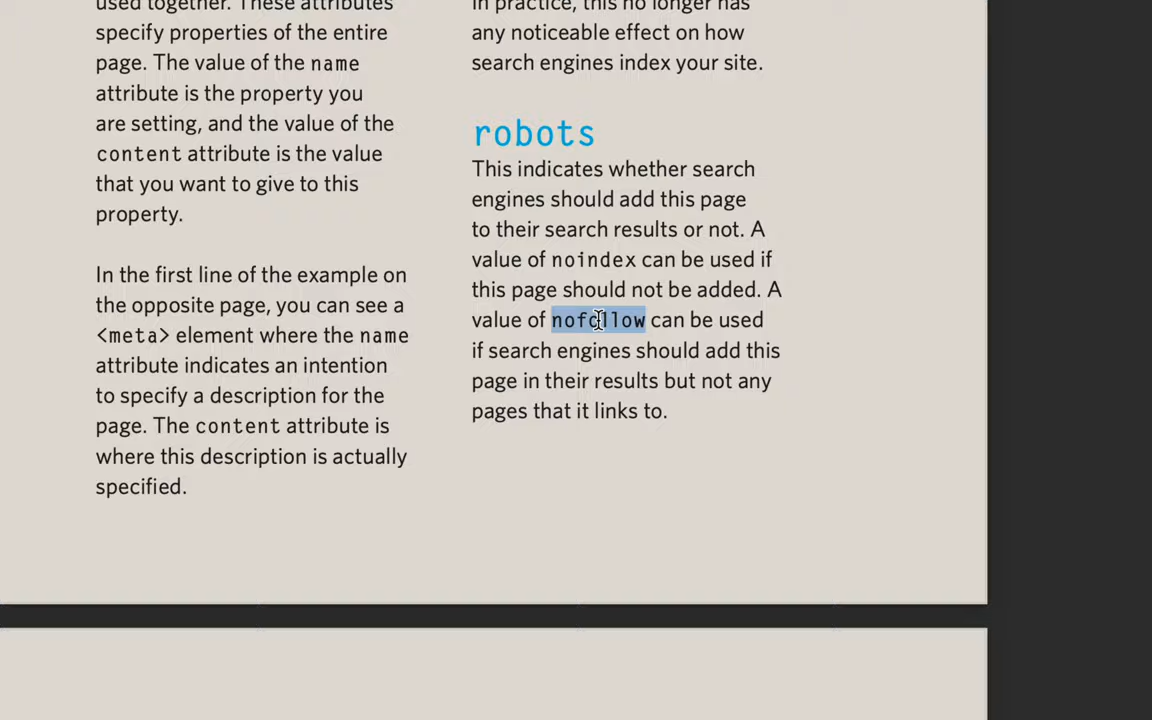 used together. These attributes
specify properties of the entire
page. The value of the name
attribute is the property you
are setting, and the value of the
content attribute is the value
that you want to give to this
property.
In the first line of the example on
the opposite page, you can see a
<meta> element where the name
attribute indicates an intention
to specify a description for the
page. The content attribute is
where this description is actually
specified.
In practice, this no longer has
any noticeable effect on how
search engines index your site.
robots
This indicates whether search
engines should add this page
to their search results or not. A
value of noindex can be used if
this page should not be added. A
value of nofollow can be used
if search engines should add this
page in their results but not any
pages that it links to.